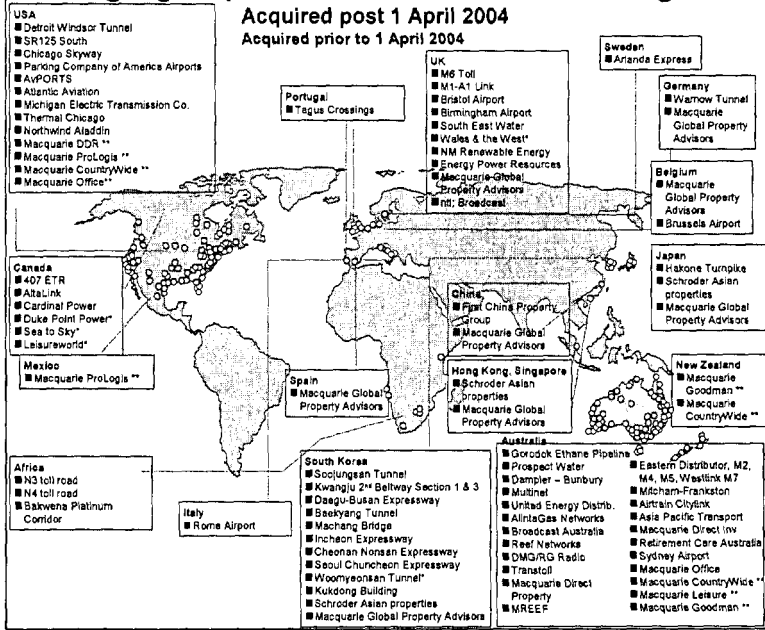 Acquired post 1 April 2004
Acquired prior to 1 April 2004
USA
■ Detroit Windsor Tunnel
■ SR125 South
■ Chicago Skyway
■ Parking Company of America Airports
■ AvPORTS
■ Atlantic Aviation
■ Michigan Electric Transmission Co.
■ Thermal Chicago
■ Northwind Aladdin
■ Macquarie DDR **
■ Macquarie ProLogis **
■ Macquarie CountryWide **
■ Macquarie Office**
Portugal
■ Tagus Crossings
UK
■ M6 Toll
■ M1-A1 Link
■ Bristol Airport
■ Birmingham Airport
■ South East Water
■ Wales & the West*
■ NM Renewable Energy
■ Energy Power Resources
■ Macquarie Global
Property Advisors
■ ntl: Broadcast
Sweden
■ Arlanda Express
Germany
■ Warnow Tunnel
■ Macquarie
Global Property
Advisors
Belgium
■ Macquarie
Global Property
Advisors
■ Brussels Airport
Canada
■ 407 ETR
■ AltaLink
■ Cardinal Power
■ Duke Point Power*
■ Sea to Sky*
■ Leisureworld*
Mexico
■ Macquarie ProLogis **
Japan
■ Hakone Turnpike
■ Schroder Asian
properties
■ Macquarie Global
Property Advisors
China
■ First China Property
Group
■ Macquarie Global
Property Advisors
Hong Kong, Singapore
■ Schroder Asian
properties
■ Macquarie Global
Property Advisors
New Zealand
■ Macquarie
Goodman **
■ Macquarie
CountryWide **
Spain
■ Macquarie Global
Property Advisors
Africa
■ N3 toll road
■ N4 toll road
■ Bakwena Platinum
Corridor
Italy
■ Rome Airport
South Korea
■ Soojungsan Tunnel
■ Kwangju 2nd Beltway Section 1 & 3
■ Daegu-Busan Expressway
■ Baekyang Tunnel
■ Machang Bridge
■ Incheon Expressway
■ Cheonan Nonsan Expressway
■ Seoul Chuncheon Expressway
■ Woomyeonsan Tunnel*
■ Kukdong Building
■ Schroder Asian properties
■ Macquarie Global Property Advisors
Australia
■ Gorodok Ethane Pipeline
■ Prospect Water
■ Dampier – Bunbury
■ Multinet
■ United Energy Distrib.
■ AlintaGas Networks
■ Broadcast Australia
■ Reef Networks
■ DMG/RG Radio
■ Transtoll
■ Macquarie Direct
Property
■ MREEF
■ Eastern Distributor, M2,
M4, M5, Westlink M7
■ Mitcham-Frankston
■ Airtrain Citylink
■ Asia Pacific Transport
■ Macquarie Direct Inv
■ Retirement Care Australia
■ Sydney Airport
■ Macquarie Office
■ Macquarie CountryWide **
■ Macquarie Leisure **
■ Macquarie Goodman **